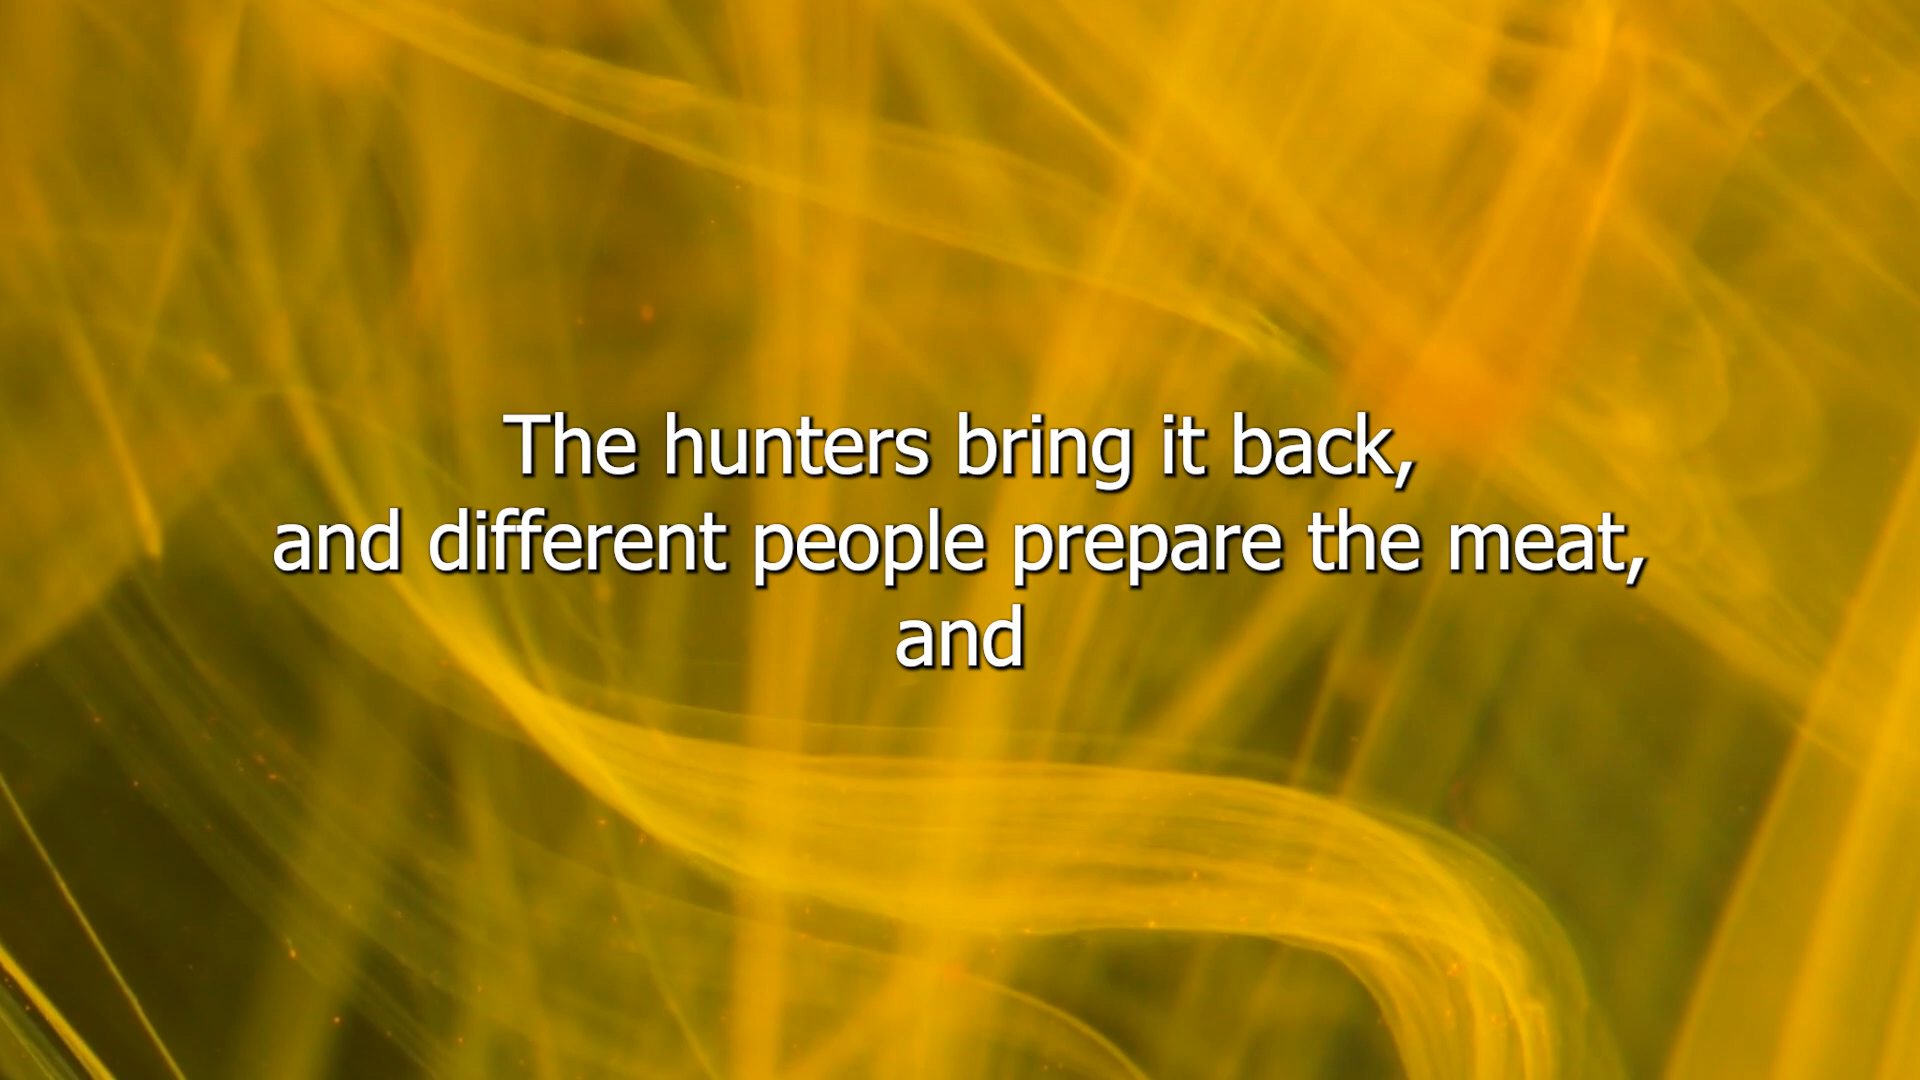 The hunters bring it back,
and different people prepare the meat,
and